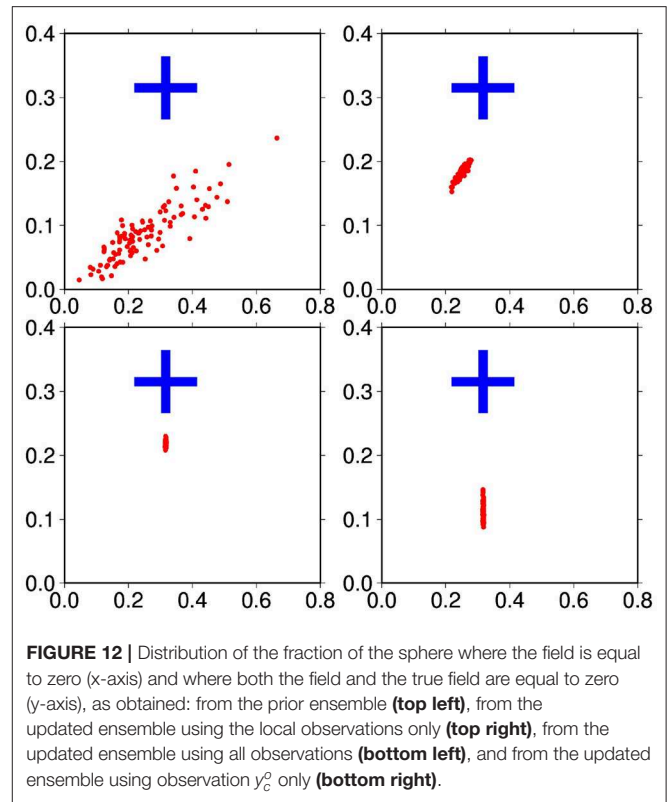 0.4
0.3
0.2
0.1
0.0
0.0 0.2 0.4 0.6 0.8
0.4
0.3
0.2
0.1
0.0
0.0 0.2 0.4 0.6 0.8
0.4
0.3
0.2
0.1
0.0
0.0 0.2 0.4 0.6 0.8
0.4
0.3
0.2
0.1
0.0
0.0 0.2 0.4 0.6 0.8
FIGURE 12 | Distribution of the fraction of the sphere where the field is equal
to zero (x-axis) and where both the field and the true field are equal to zero
(y-axis), as obtained: from the prior ensemble (top left), from the
updated ensemble using the local observations only (top right), from the
updated ensemble using all observations (bottom left), and from the updated
ensemble using observation y_c^o only (bottom right).